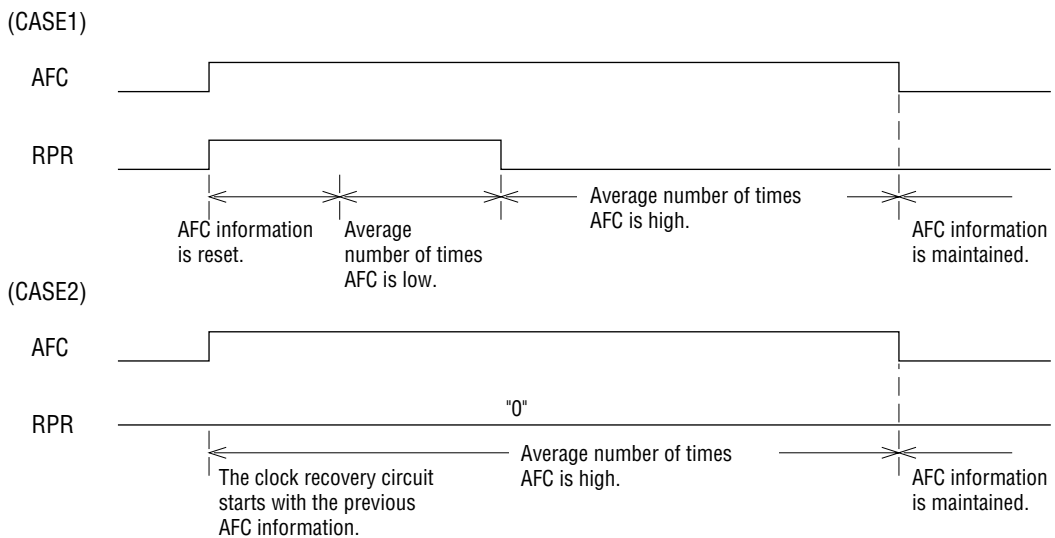 (CASE1)
AFC
RPR
AFC information
is reset.
Average
number of times
AFC is low.
Average number of times
AFC is high.
AFC information
is maintained.
(CASE2)
AFC
RPR
"0"
The clock recovery circuit
starts with the previous
AFC information.
Average number of times
AFC is high.
AFC information
is maintained.